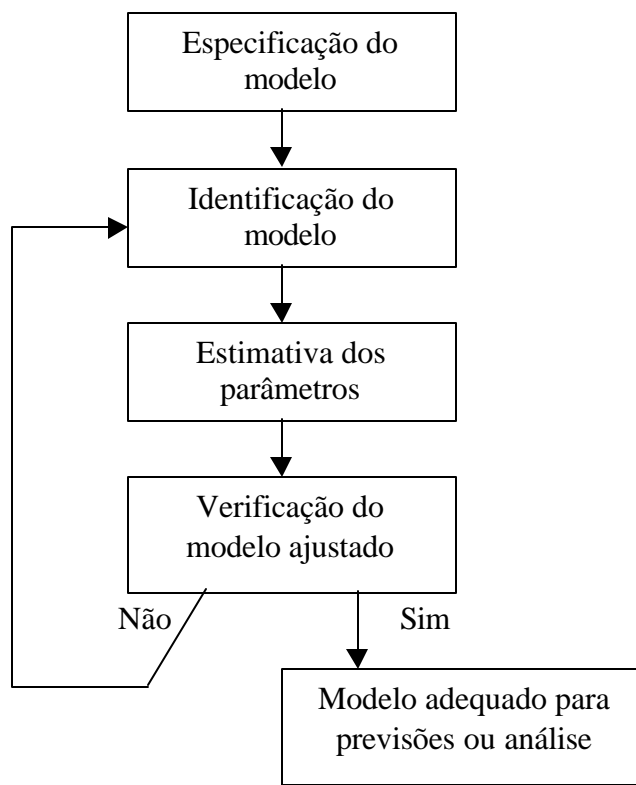 Especificação do
modelo
Identificação do
modelo
Estimativa dos
parâmetros
Verificação do
modelo ajustado
Não
Sim
Modelo adequado para
previsões ou análise